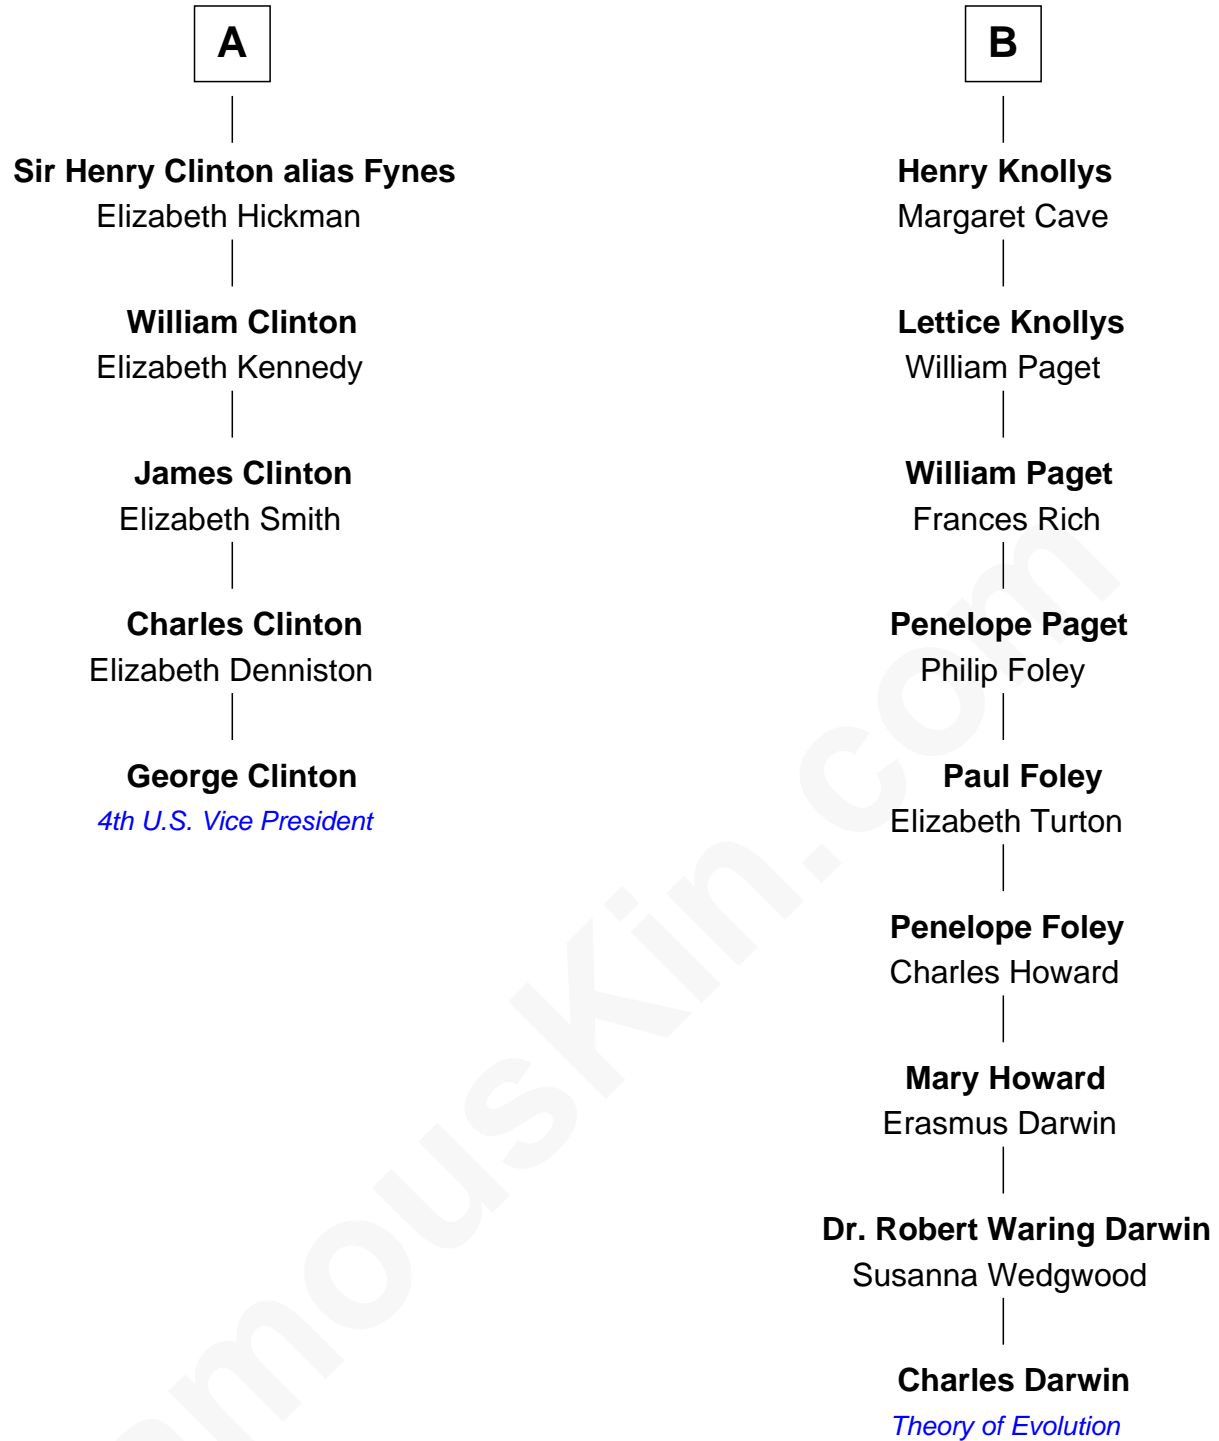 A
Sir Henry Clinton alias Fynes
Elizabeth Hickman
William Clinton
Elizabeth Kennedy
James Clinton
Elizabeth Smith
Charles Clinton
Elizabeth Denniston
George Clinton
4th U.S. Vice President
B
Henry Knollys
Margaret Cave
Lettice Knollys
William Paget
William Paget
Frances Rich
Penelope Paget
Philip Foley
Paul Foley
Elizabeth Turton
Penelope Foley
Charles Howard
Mary Howard
Erasmus Darwin
Dr. Robert Waring Darwin
Susanna Wedgwood
Charles Darwin
Theory of Evolution
amousKin.com